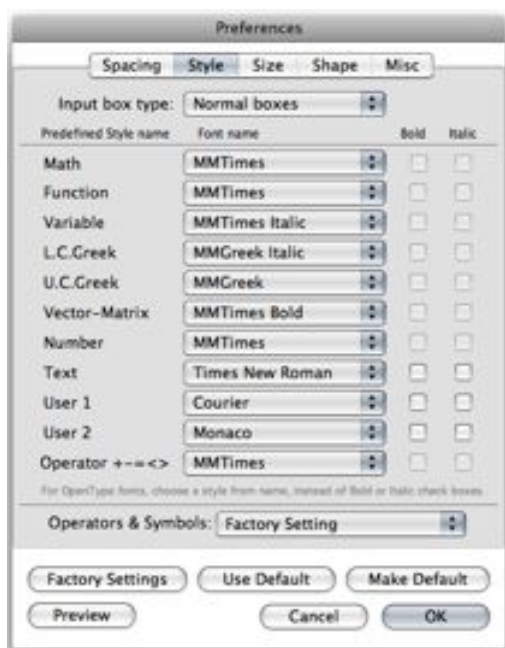 Preferences
Spacing Style Size Shape Misc
Input box type: Normal boxes
Predefined Style name Font name Bold Italic
Math MMTimes
Function MMTimes
Variable MMTimes Italic
L.C.Greek MMGreek Italic
U.C.Greek MMGreek
Vector-Matrix MMTimes Bold
Number MMTimes
Text Times New Roman
User 1 Courier
User 2 Monaco
Operator +-=<> MMTimes
For OpenType fonts, choose a style from name, instead of Bold or Italic check boxes
Operators & Symbols: Factory Setting
Factory Settings Use Default Make Default
Preview Cancel OK